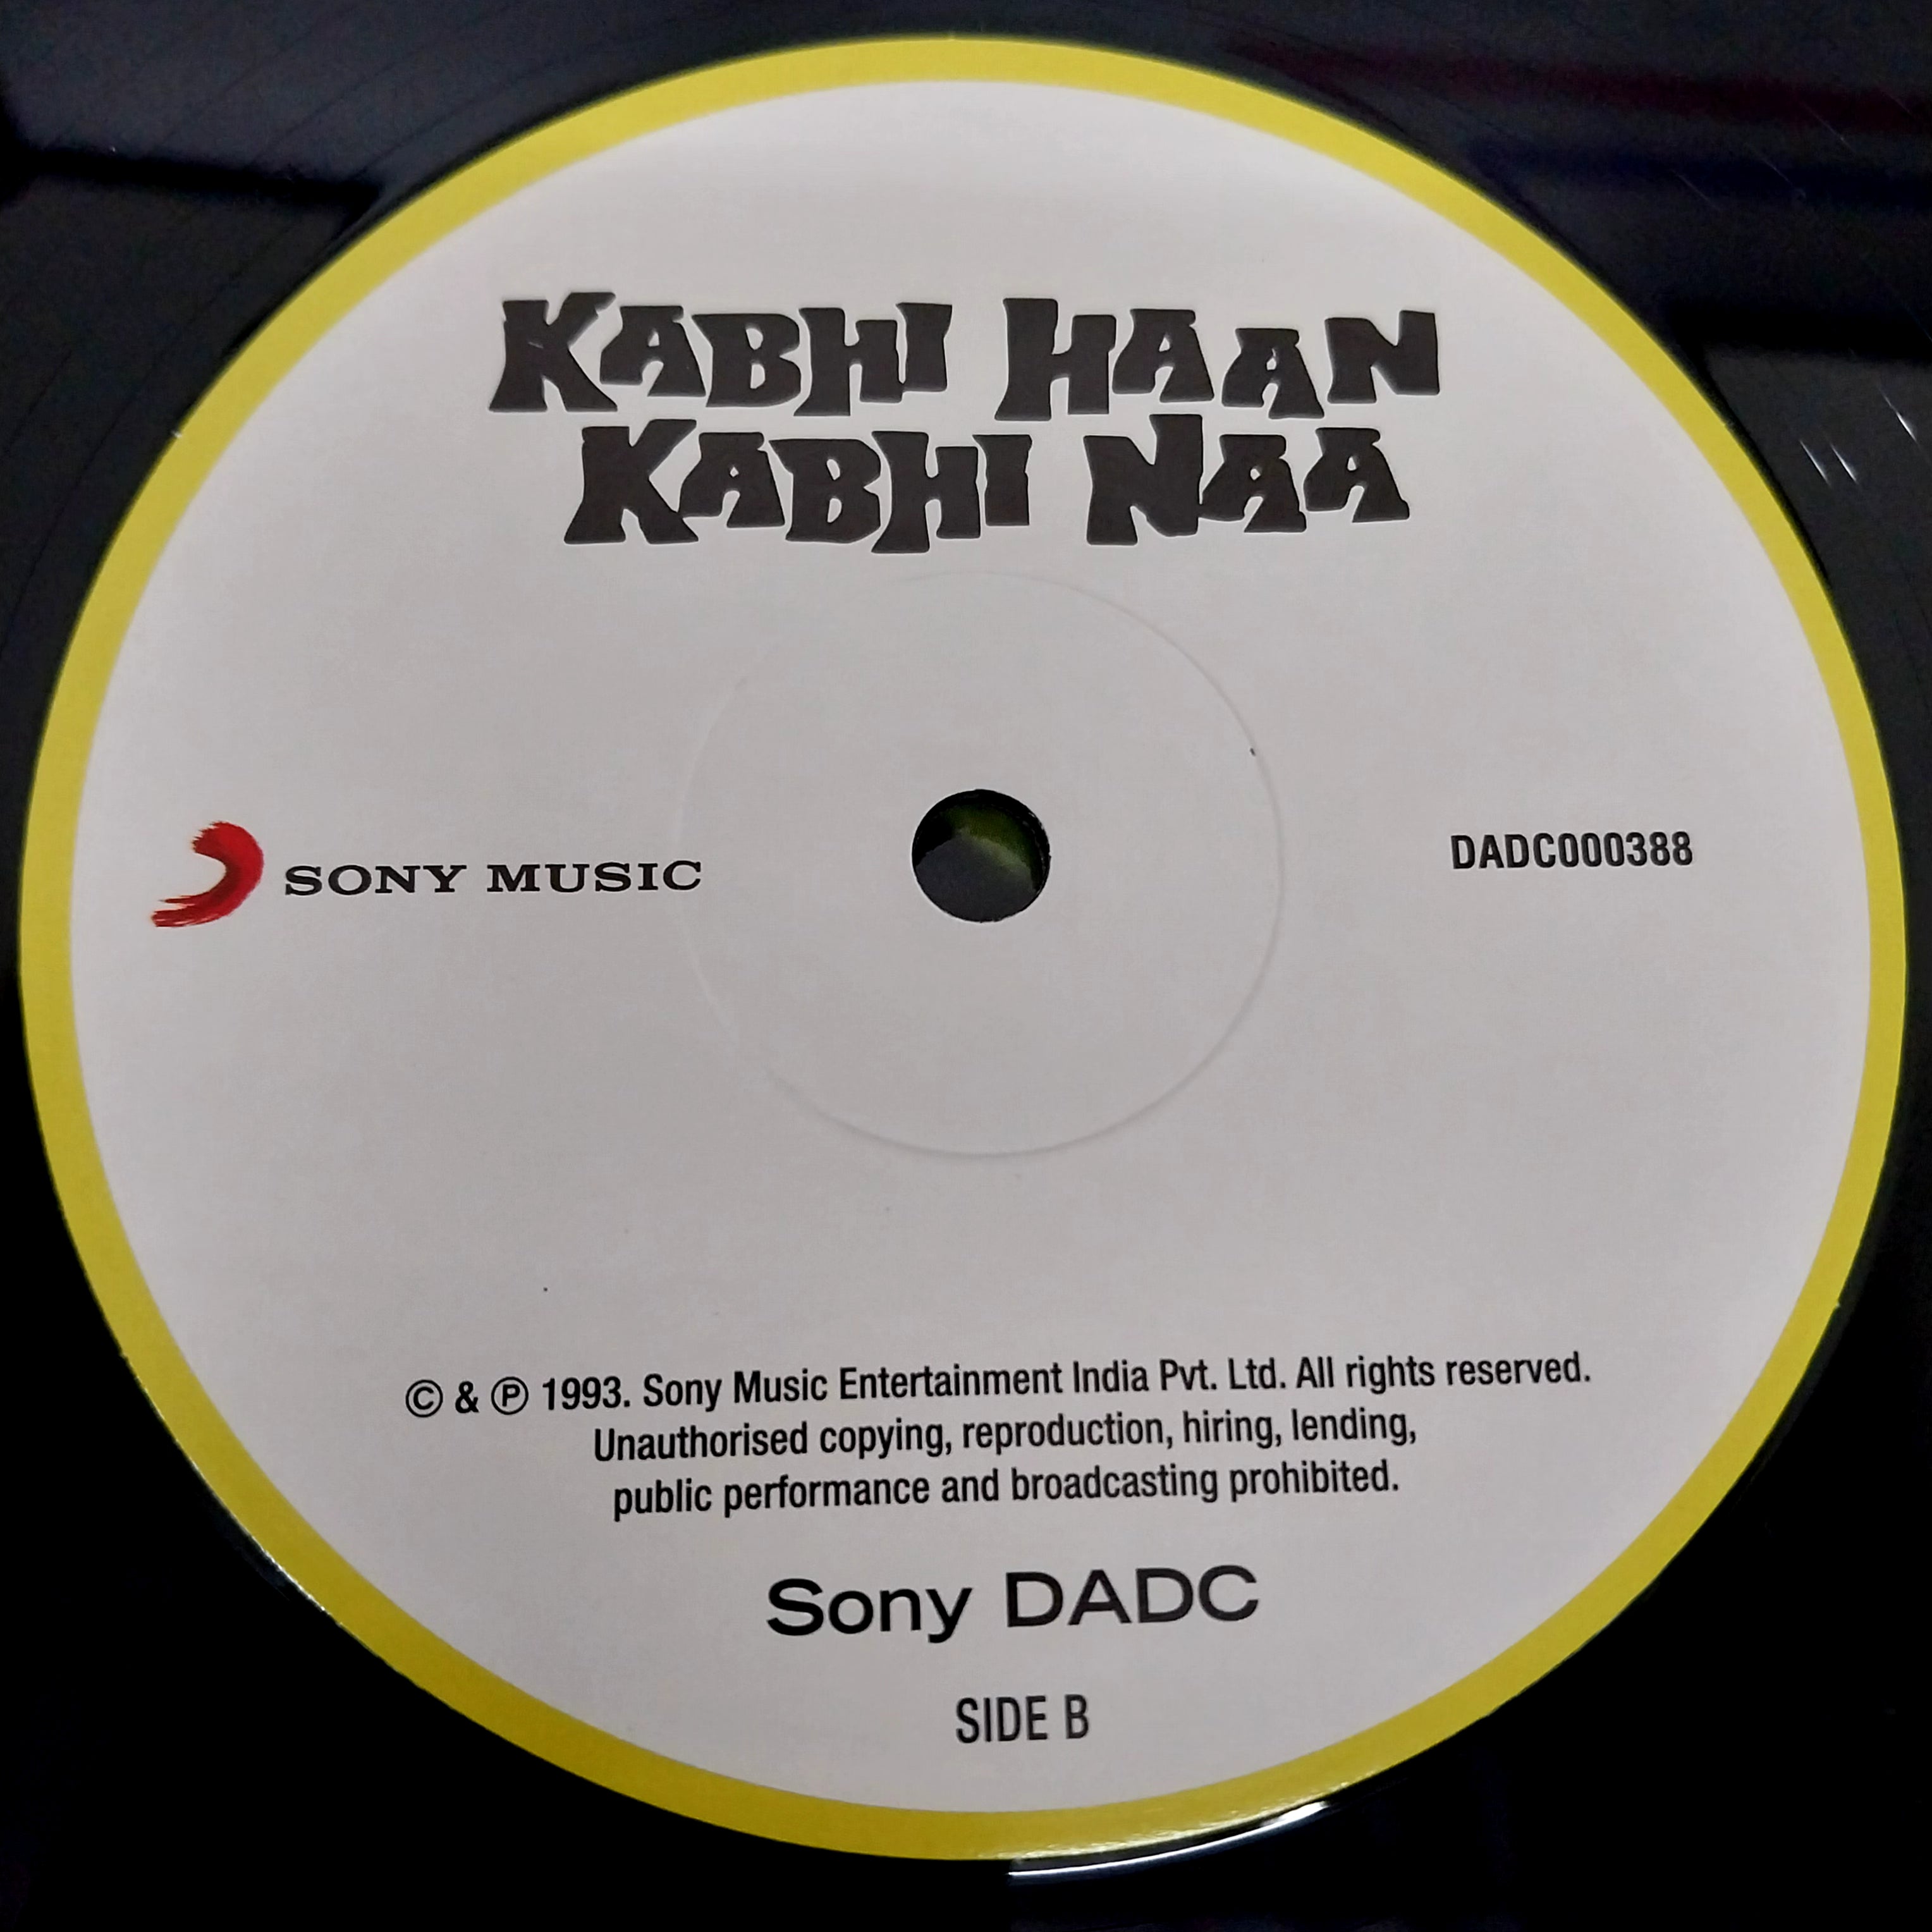 KABHI HAAN
KABHI NAA
SONY MUSIC
DADC000388
© & ℗ 1993. Sony Music Entertainment India Pvt. Ltd. All rights reserved.
Unauthorised copying, reproduction, hiring, lending,
public performance and broadcasting prohibited.
Sony DADC
SIDE B